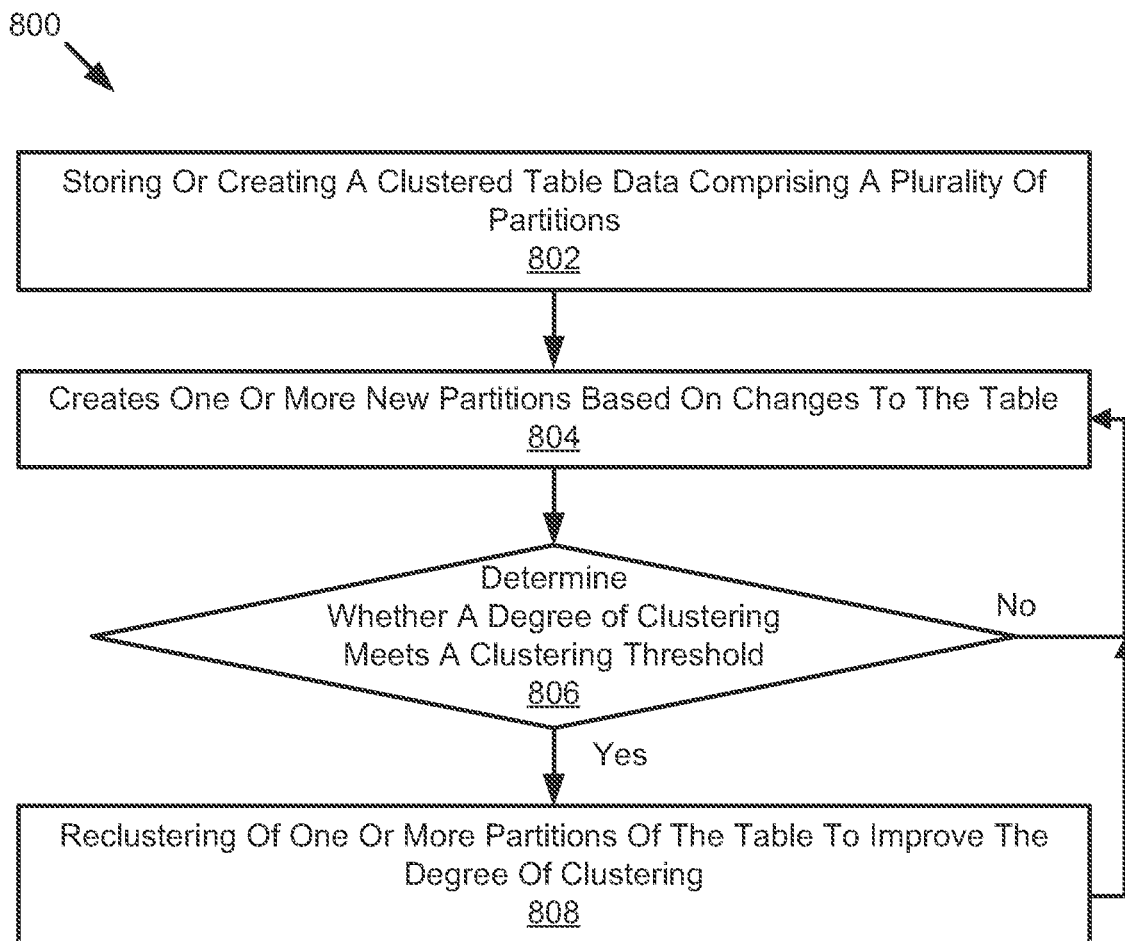 800
Storing Or Creating A Clustered Table Data Comprising A Plurality Of
Partitions
802
Creates One Or More New Partitions Based On Changes To The Table
804
Determine
Whether A Degree of Clustering
Meets A Clustering Threshold
806
No
Yes
Reclustering Of One Or More Partitions Of The Table To Improve The
Degree Of Clustering
808